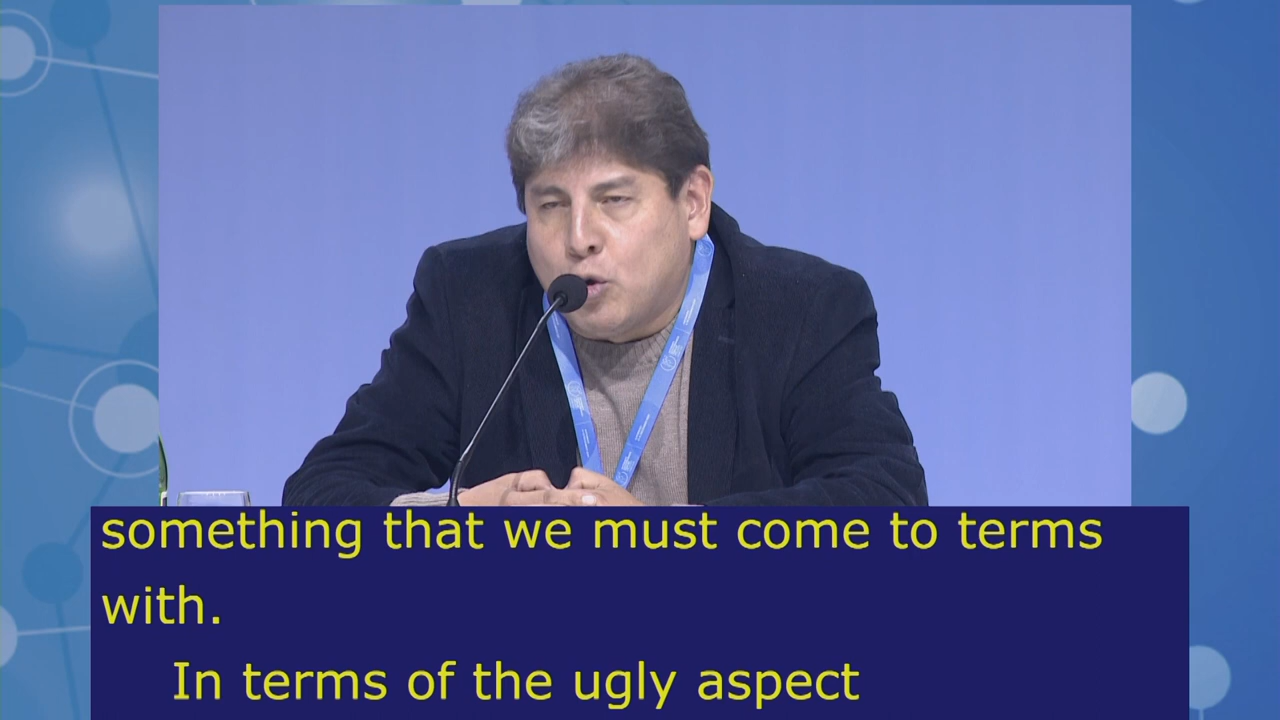 something that we must come to terms
with.
In terms of the ugly aspect